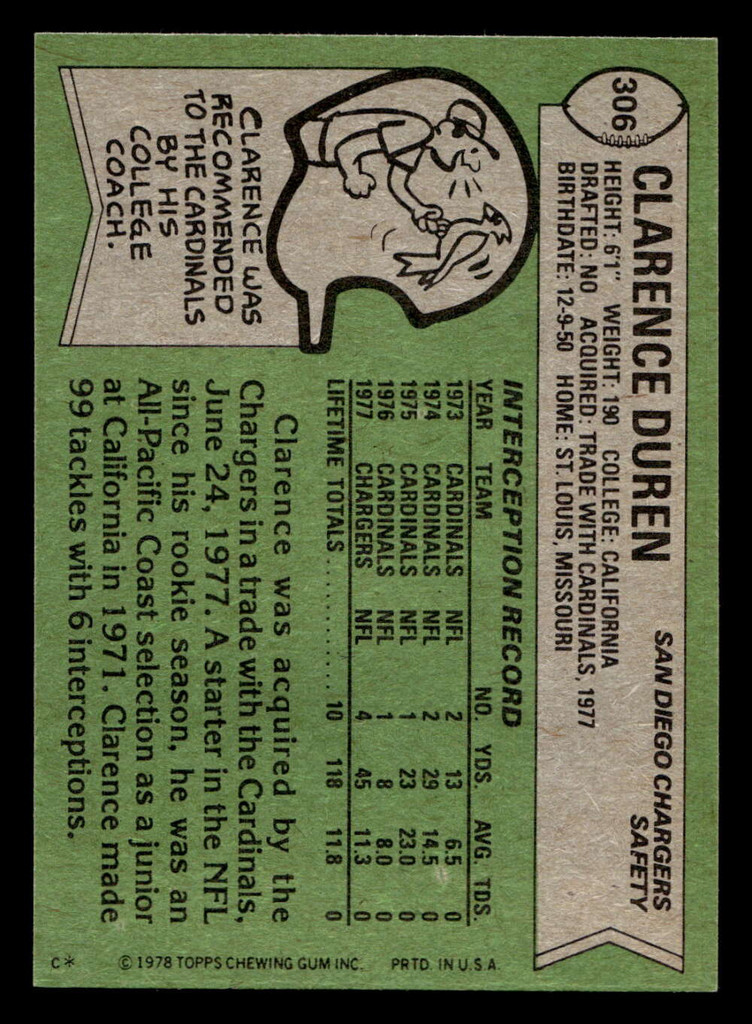 306
CLARENCE DUREN
SAN DIEGO CHARGERS
SAFETY
HEIGHT: 6'1" WEIGHT: 190 COLLEGE: CALIFORNIA
DRAFTED: NO ACQUIRED: TRADE WITH CARDINALS, 1977
BIRTHDATE: 12-9-50 HOME: ST. LOUIS, MISSOURI
CLARENCE WAS
RECOMMENDED
TO THE CARDINALS
BY HIS
COLLEGE
COACH.
INTERCEPTION RECORD
YEAR TEAM NO. YDS. AVG. TDS.
1973 CARDINALS NFL 2 13 6.5 0
1974 CARDINALS NFL 2 29 14.5 0
1975 CARDINALS NFL 1 23 23.0 0
1976 CARDINALS NFL 1 8 8.0 0
1977 CHARGERS NFL 4 45 11.3 0
LIFETIME TOTALS .............. 10 118 11.8 0
Clarence was acquired by the
Chargers in a trade with the Cardinals,
June 24, 1977. A starter in the NFL
since his rookie season, he was an
All-Pacific Coast selection as a junior
at California in 1971. Clarence made
99 tackles with 6 interceptions.
C* © 1978 TOPPS CHEWING GUM INC. PRTD. IN U.S.A.